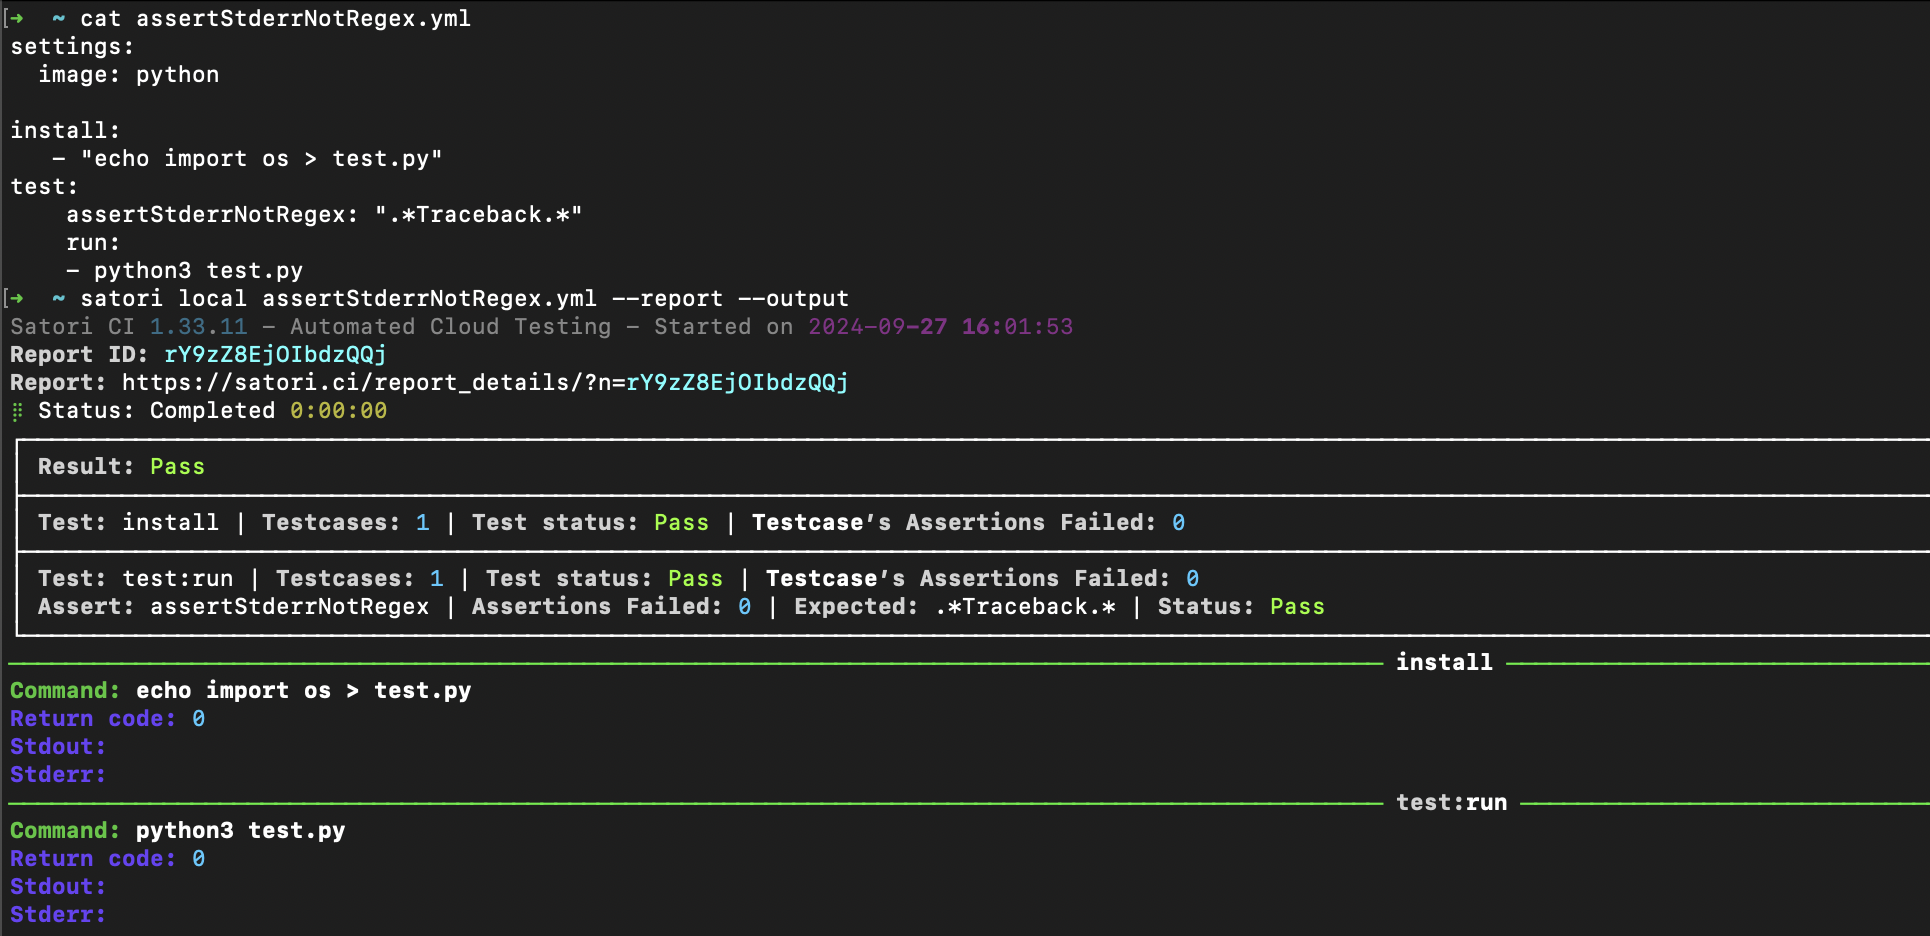 [➜  ~ cat assertStderrNotRegex.yml
settings:
  image: python

install:
   - "echo import os > test.py"
test:
    assertStderrNotRegex: ".*Traceback.*"
    run:
    - python3 test.py
[➜  ~ satori local assertStderrNotRegex.yml --report --output
Satori CI 1.33.11 - Automated Cloud Testing - Started on 2024-09-27 16:01:53
Report ID: rY9zZ8EjOIbdzQQj
Report: https://satori.ci/report_details/?n=rY9zZ8EjOIbdzQQj
⣾ Status: Completed 0:00:00
Result: Pass
Test: install | Testcases: 1 | Test status: Pass | Testcase's Assertions Failed: 0
Test: test:run | Testcases: 1 | Test status: Pass | Testcase's Assertions Failed: 0
Assert: assertStderrNotRegex | Assertions Failed: 0 | Expected: .*Traceback.* | Status: Pass
install
Command: echo import os > test.py
Return code: 0
Stdout:
Stderr:
test:run
Command: python3 test.py
Return code: 0
Stdout:
Stderr: